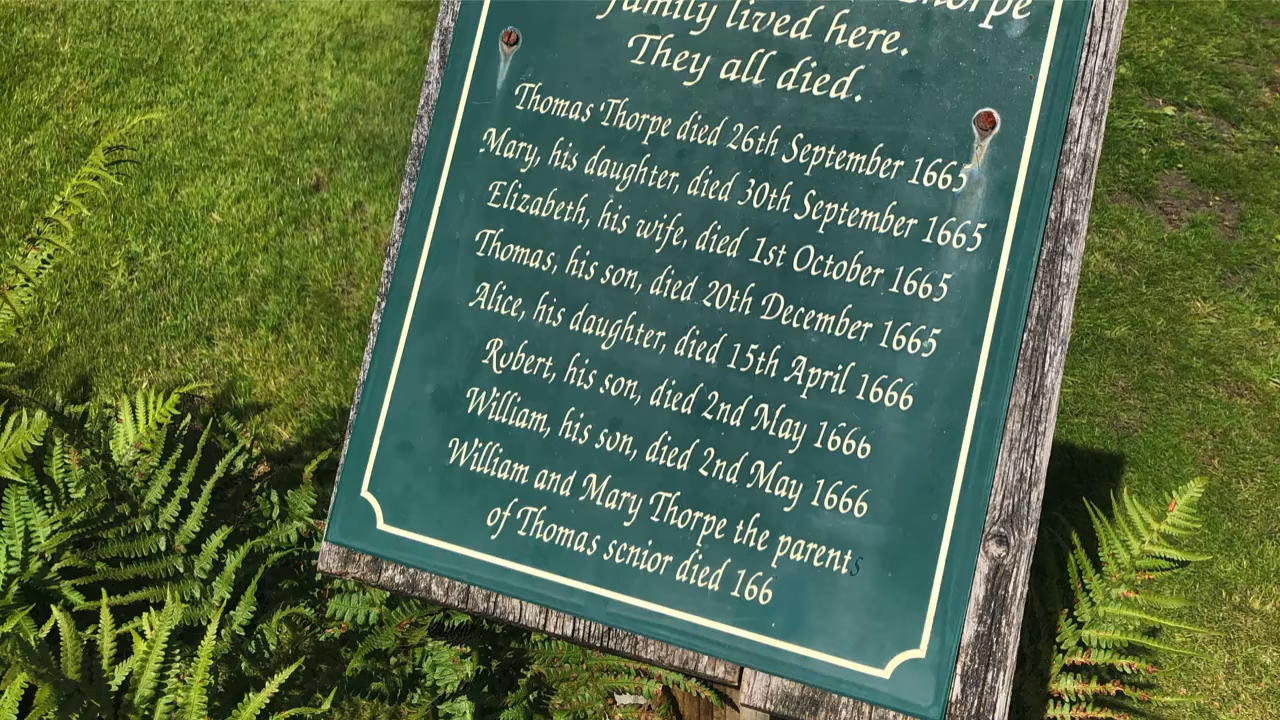 Thorpe
family lived here.
They all died.
Thomas Thorpe died 26th September 1665
Mary, his daughter, died 30th September 1665
Elizabeth, his wife, died 1st October 1665
Thomas, his son, died 20th December 1665
Alice, his daughter, died 15th April 1666
Robert, his son, died 2nd May 1666
William, his son, died 2nd May 1666
William and Mary Thorpe the parents
of Thomas senior died 166